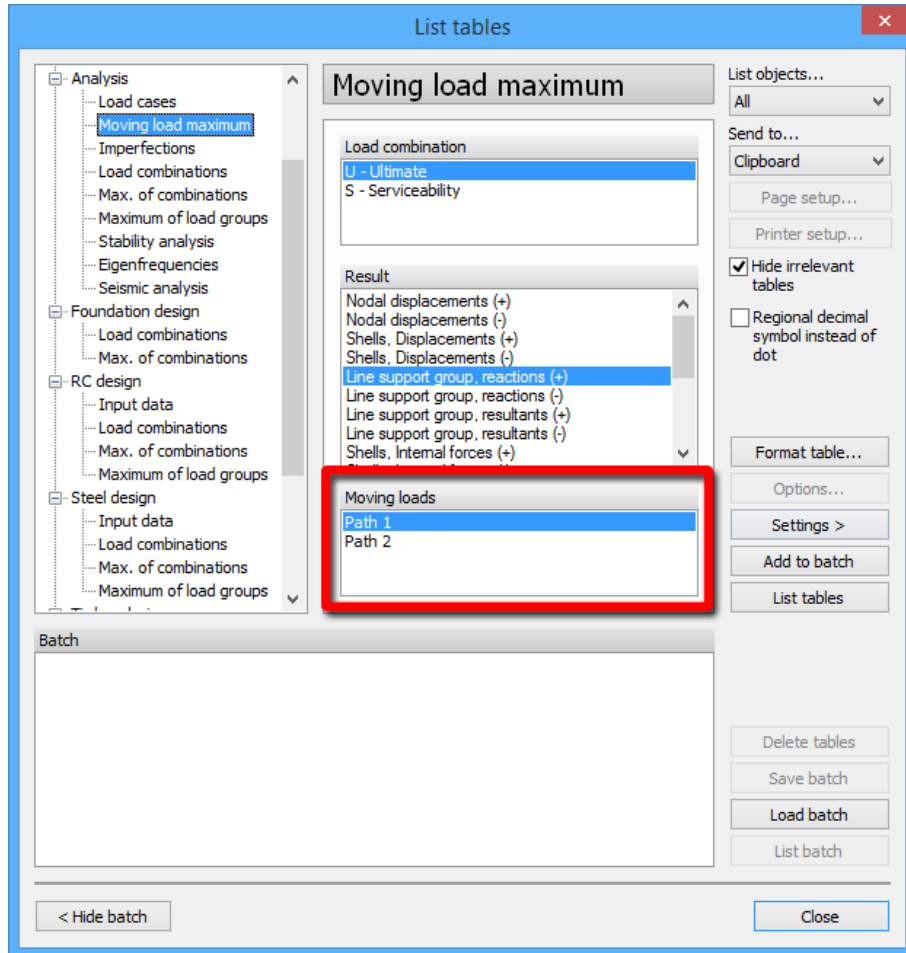 List tables
Analysis
Load cases
Moving load maximum
Imperfections
Load combinations
Max. of combinations
Maximum of load groups
Stability analysis
Eigenfrequencies
Seismic analysis
Foundation design
Load combinations
Max. of combinations
RC design
Input data
Load combinations
Max. of combinations
Maximum of load groups
Steel design
Input data
Load combinations
Max. of combinations
Maximum of load groups
Moving load maximum
Load combination
U - Ultimate
S - Serviceability
Result
Nodal displacements (+)
Nodal displacements (-)
Shells, Displacements (+)
Shells, Displacements (-)
Line support group, reactions (+)
Line support group, reactions (-)
Line support group, resultants (+)
Line support group, resultants (-)
Shells, Internal forces (+)
Moving loads
Path 1
Path 2
List objects...
All
Send to...
Clipboard
Page setup...
Printer setup...
Hide irrelevant
tables
Regional decimal
symbol instead of
dot
Format table...
Options...
Settings >
Add to batch
List tables
Batch
Delete tables
Save batch
Load batch
List batch
< Hide batch
Close